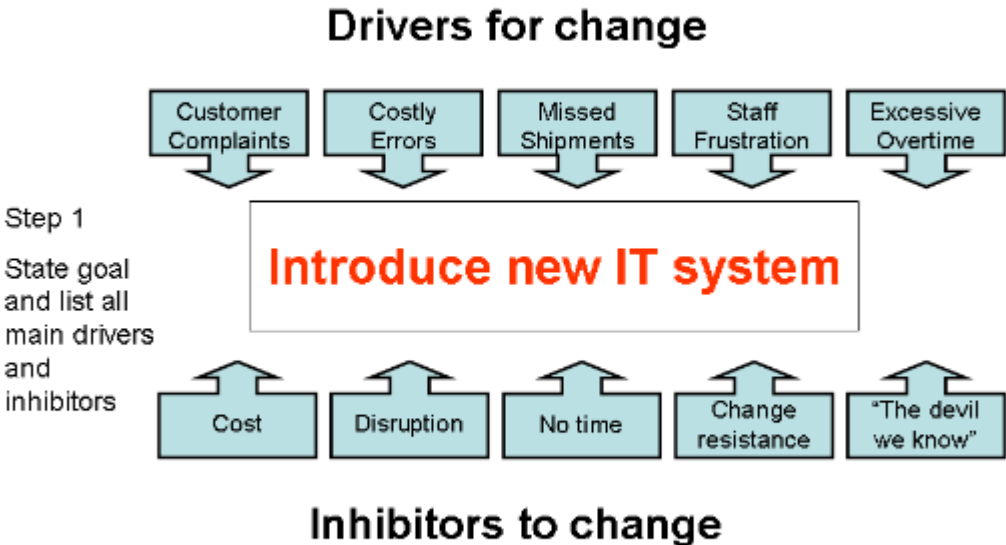 Drivers for change
Customer
Complaints
Costly
Errors
Missed
Shipments
Staff
Frustration
Excessive
Overtime
Step 1
State goal
and list all
main drivers
and
inhibitors
Introduce new IT system
Cost
Disruption
No time
Change
resistance
"The devil
we know"
Inhibitors to change